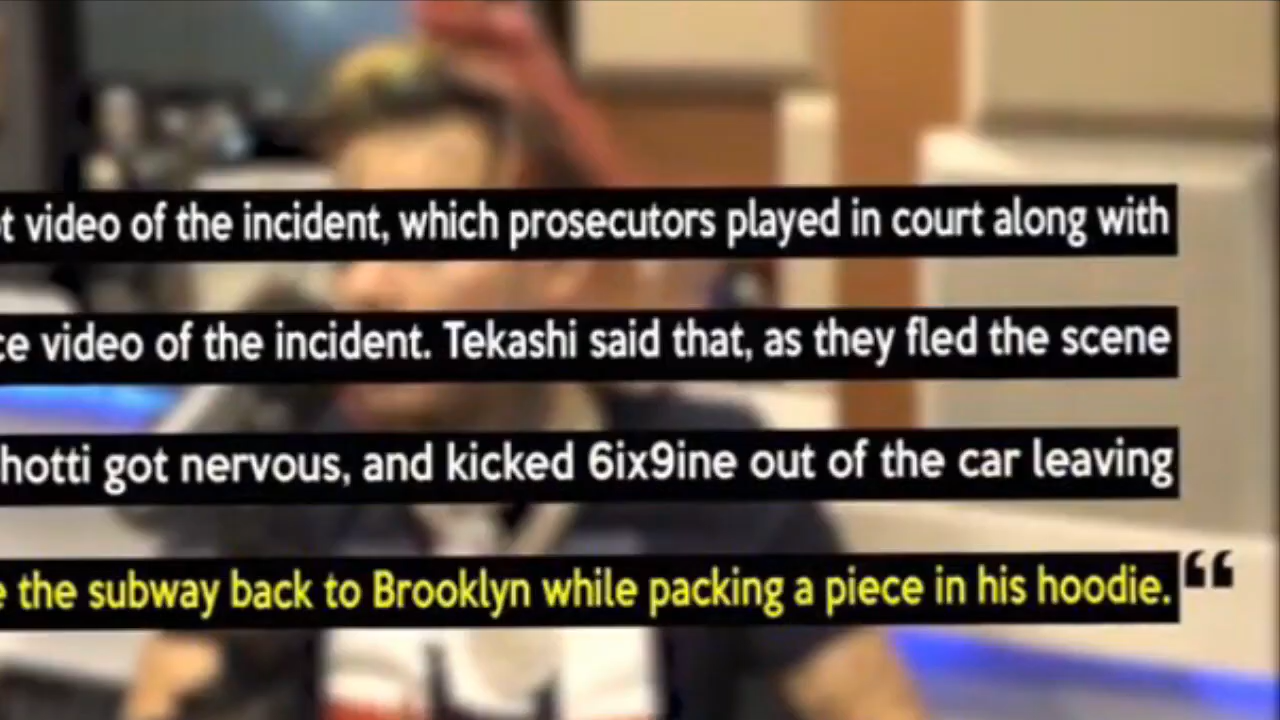 video of the incident, which prosecutors played in court along with
video of the incident. Tekashi said that, as they fled the scene
hotti got nervous, and kicked 6ix9ine out of the car leaving
the subway back to Brooklyn while packing a piece in his hoodie. “